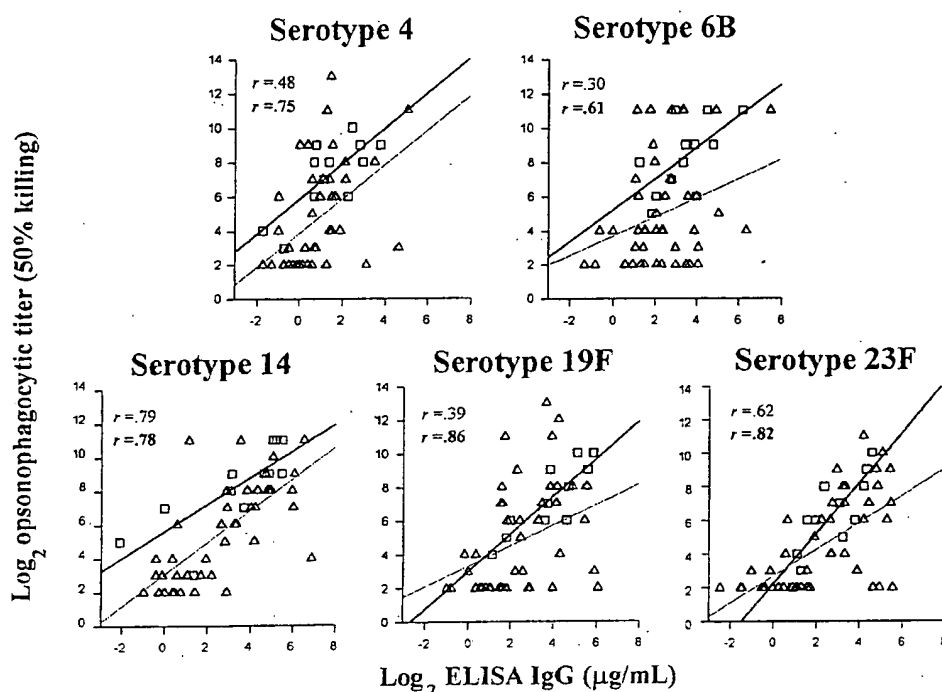 Serotype 4
Serotype 6B
14
12
10
8
6
4
2
0
r =.48
r =.75
-2 0 2 4 6 8
14
12
10
8
6
4
2
0
r =.30
r =.61
-2 0 2 4 6 8
Log2 opsonophagocytic titer (50% killing)
Serotype 14
Serotype 19F
Serotype 23F
14
12
10
8
6
4
2
0
r =.79
r =.78
-2 0 2 4 6 8
14
12
10
8
6
4
2
0
r =.39
r =.86
-2 0 2 4 6 8
14
12
10
8
6
4
2
0
r =.62
r =.82
-2 0 2 4 6 8
Log2 ELISA IgG (µg/mL)